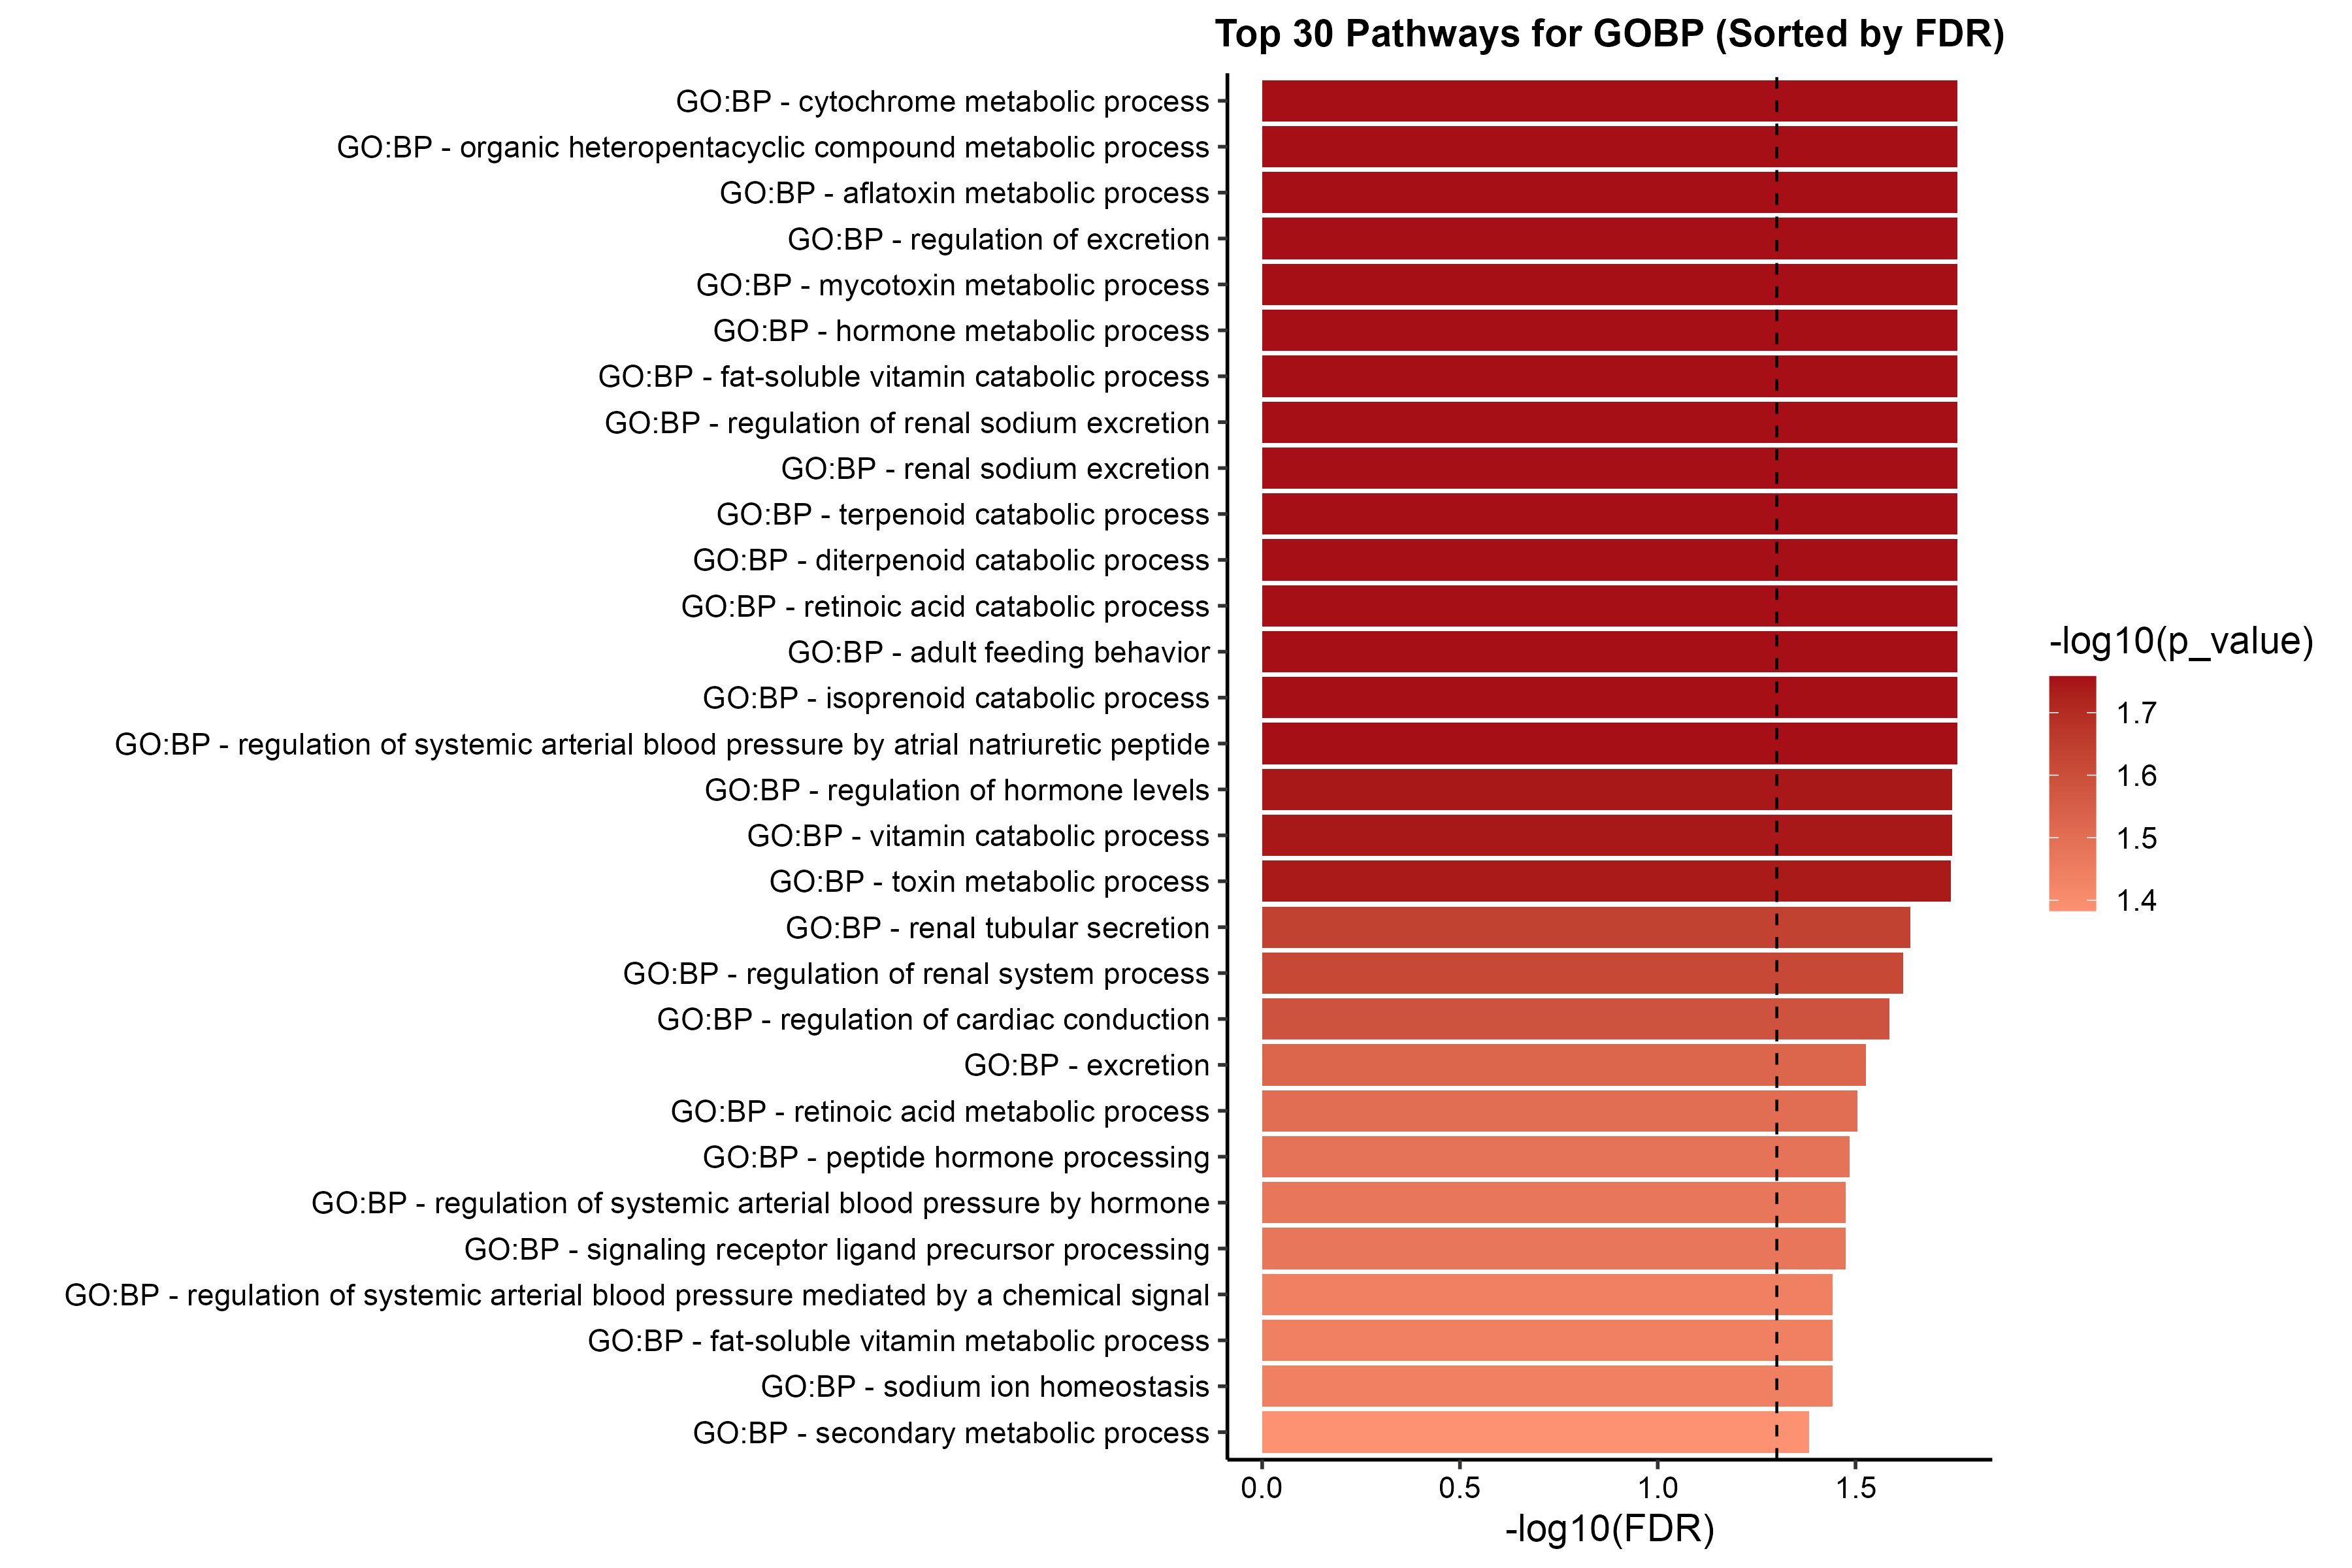 Top 30 Pathways for GOBP (Sorted by FDR)
GO:BP - cytochrome metabolic process
GO:BP - organic heteropentacyclic compound metabolic process
GO:BP - aflatoxin metabolic process
GO:BP - regulation of excretion
GO:BP - mycotoxin metabolic process
GO:BP - hormone metabolic process
GO:BP - fat-soluble vitamin catabolic process
GO:BP - regulation of renal sodium excretion
GO:BP - renal sodium excretion
GO:BP - terpenoid catabolic process
GO:BP - diterpenoid catabolic process
GO:BP - retinoic acid catabolic process
GO:BP - adult feeding behavior
GO:BP - isoprenoid catabolic process
GO:BP - regulation of systemic arterial blood pressure by atrial natriuretic peptide
GO:BP - regulation of hormone levels
GO:BP - vitamin catabolic process
GO:BP - toxin metabolic process
GO:BP - renal tubular secretion
GO:BP - regulation of renal system process
GO:BP - regulation of cardiac conduction
GO:BP - excretion
GO:BP - retinoic acid metabolic process
GO:BP - peptide hormone processing
GO:BP - regulation of systemic arterial blood pressure by hormone
GO:BP - signaling receptor ligand precursor processing
GO:BP - regulation of systemic arterial blood pressure mediated by a chemical signal
GO:BP - fat-soluble vitamin metabolic process
GO:BP - sodium ion homeostasis
GO:BP - secondary metabolic process
0.0 0.5 1.0 1.5
-log10(FDR)
-log10(p_value)
1.7
1.6
1.5
1.4